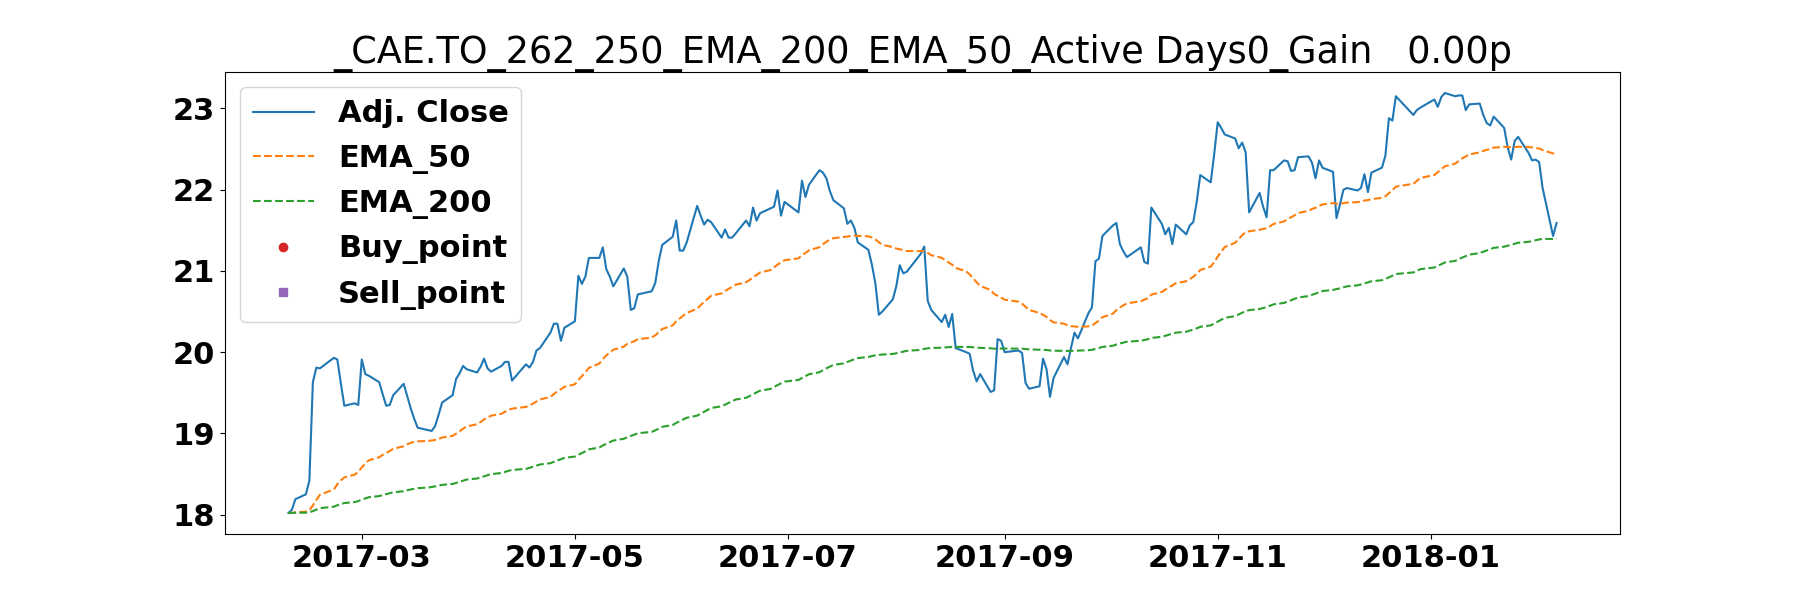 _CAE.TO_262_250_EMA_200_EMA_50_Active Days0_Gain   0.00p
Adj. Close
EMA_50
EMA_200
Buy_point
Sell_point
23
22
21
20
19
18
2017-03 2017-05 2017-07 2017-09 2017-11 2018-01